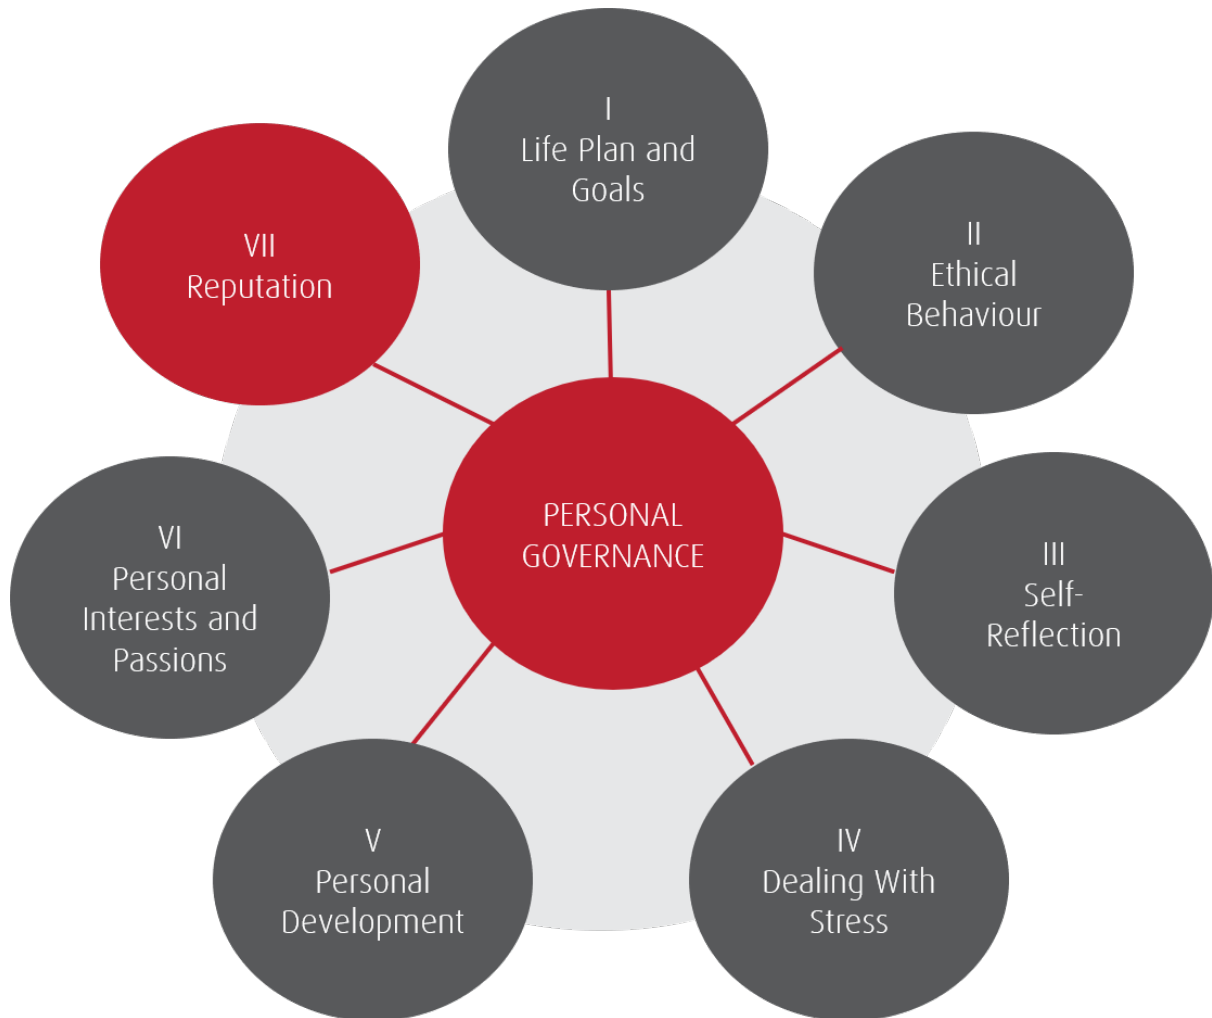 I
Life Plan and
Goals
II
Ethical
Behaviour
III
Self-
Reflection
IV
Dealing With
Stress
V
Personal
Development
VI
Personal
Interests and
Passions
VII
Reputation
PERSONAL
GOVERNANCE